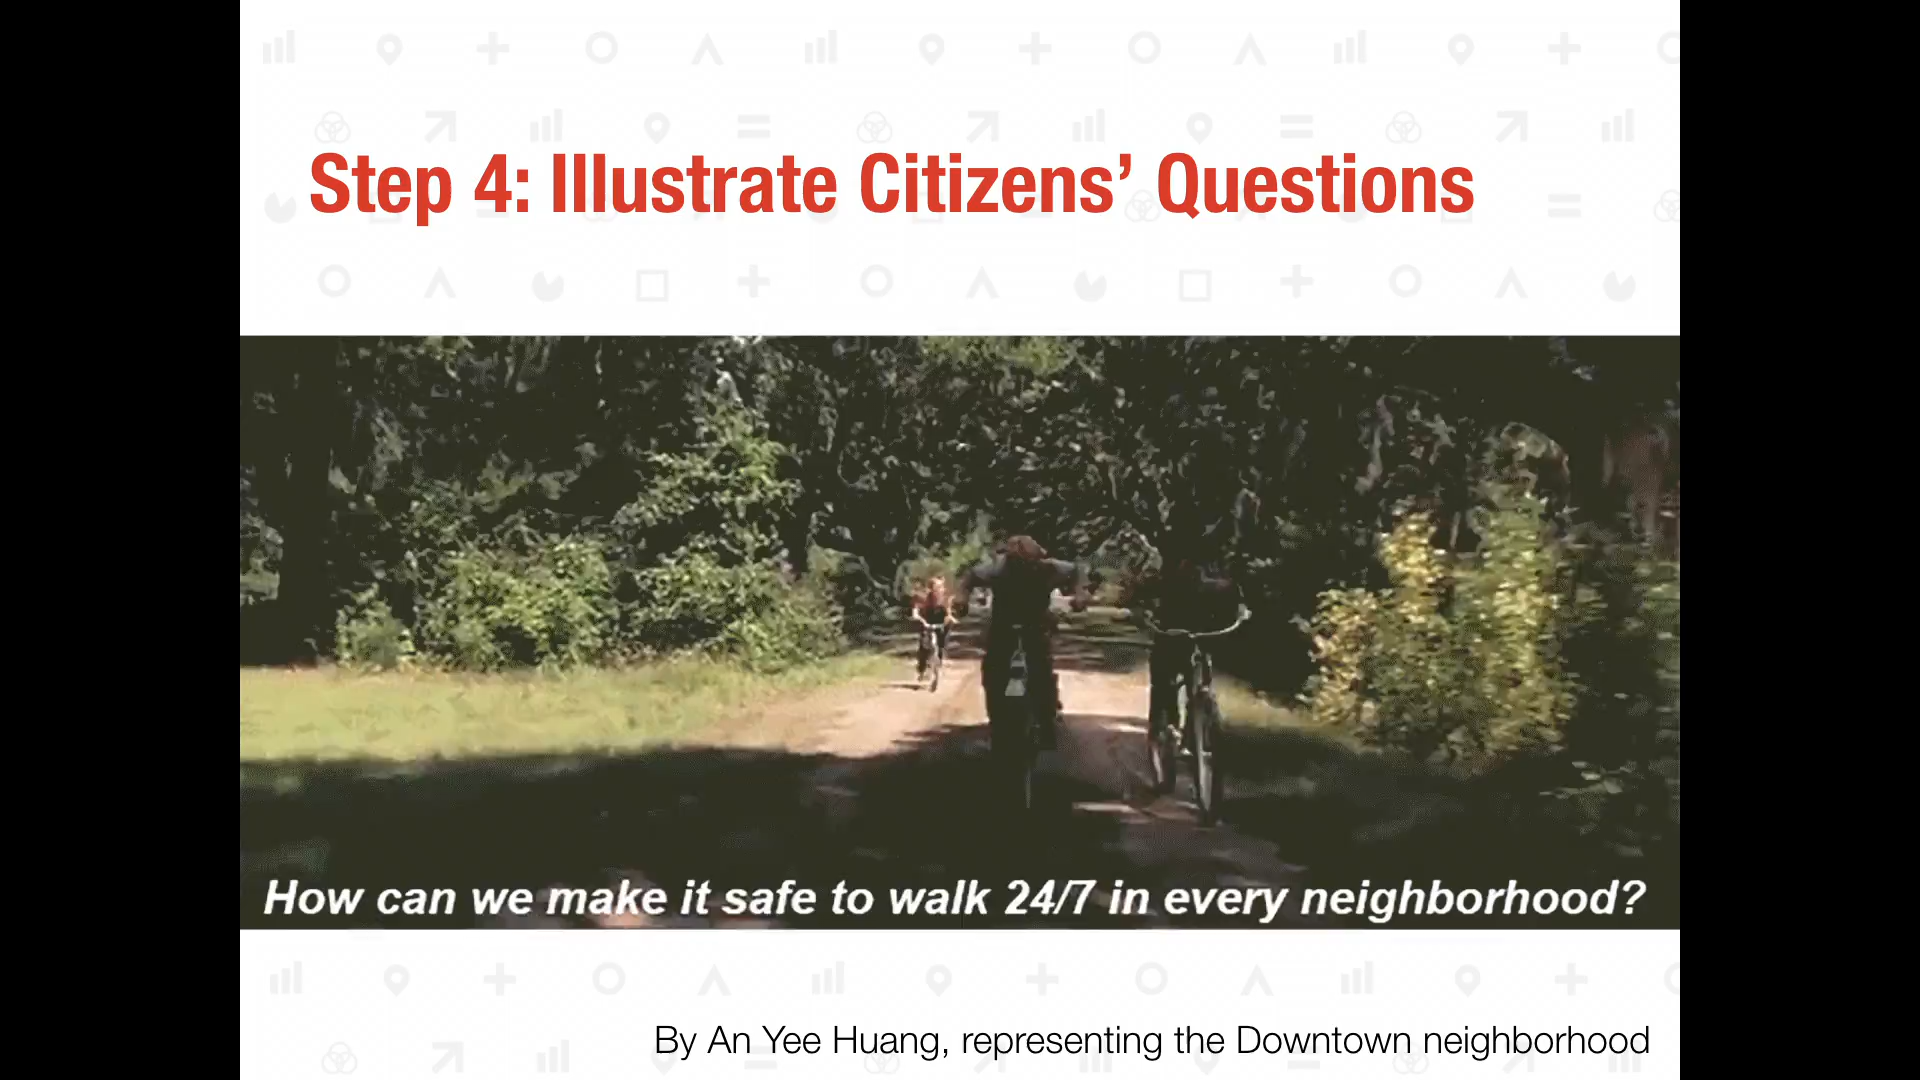 Step 4: Illustrate Citizens’ Questions
How can we make it safe to walk 24/7 in every neighborhood?
By An Yee Huang, representing the Downtown neighborhood